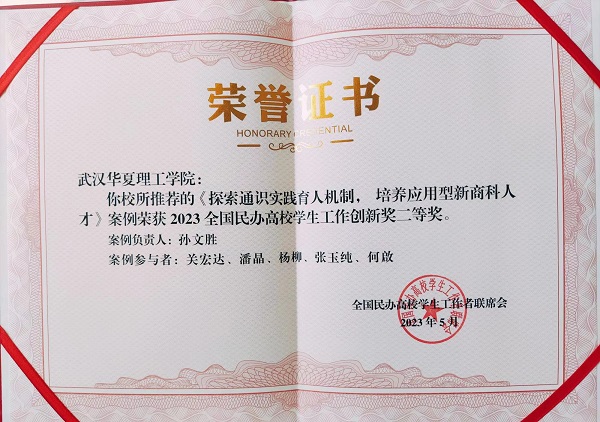 荣誉证书
HONORARY CREDENTIAL
武汉华夏理工学院：
你校所推荐的《探索通识实践育人机制，培养应用型新商科人
才》案例荣获2023全国民办高校学生工作创新奖二等奖。
案例负责人：孙文胜
案例参与者：关宏达、潘晶、杨柳、张玉纯、何啟
全国民办高校学生工作者联席会
2023年5月